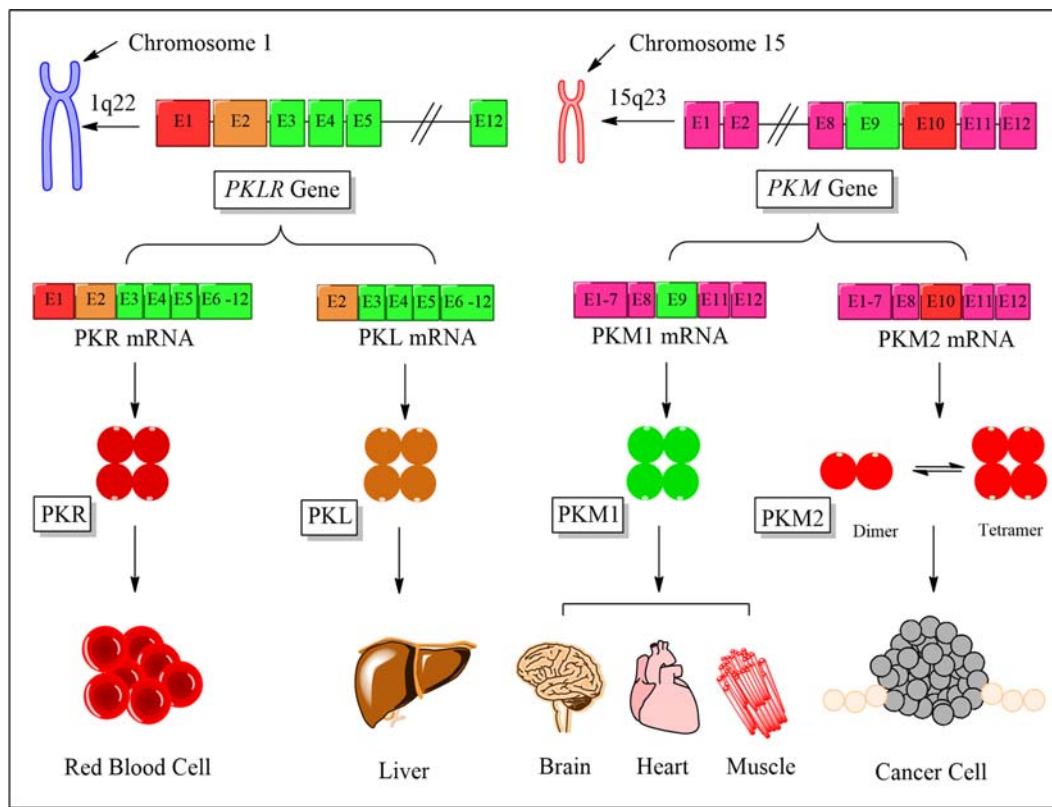 Chromosome 1
Chromosome 15
1q22
15q23
E1 E2 E3 E4 E5 E12
E1 E2 E8 E9 E10 E11 E12
PKLR Gene
PKM Gene
E1 E2 E3 E4 E5 E6 -12
E2 E3 E4 E5 E6 -12
E1-7 E8 E9 E11 E12
E1-7 E8 E10 E11 E12
PKR mRNA
PKL mRNA
PKM1 mRNA
PKM2 mRNA
PKR
PKL
PKM1
PKM2
Dimer
Tetramer
Red Blood Cell
Liver
Brain
Heart
Muscle
Cancer Cell